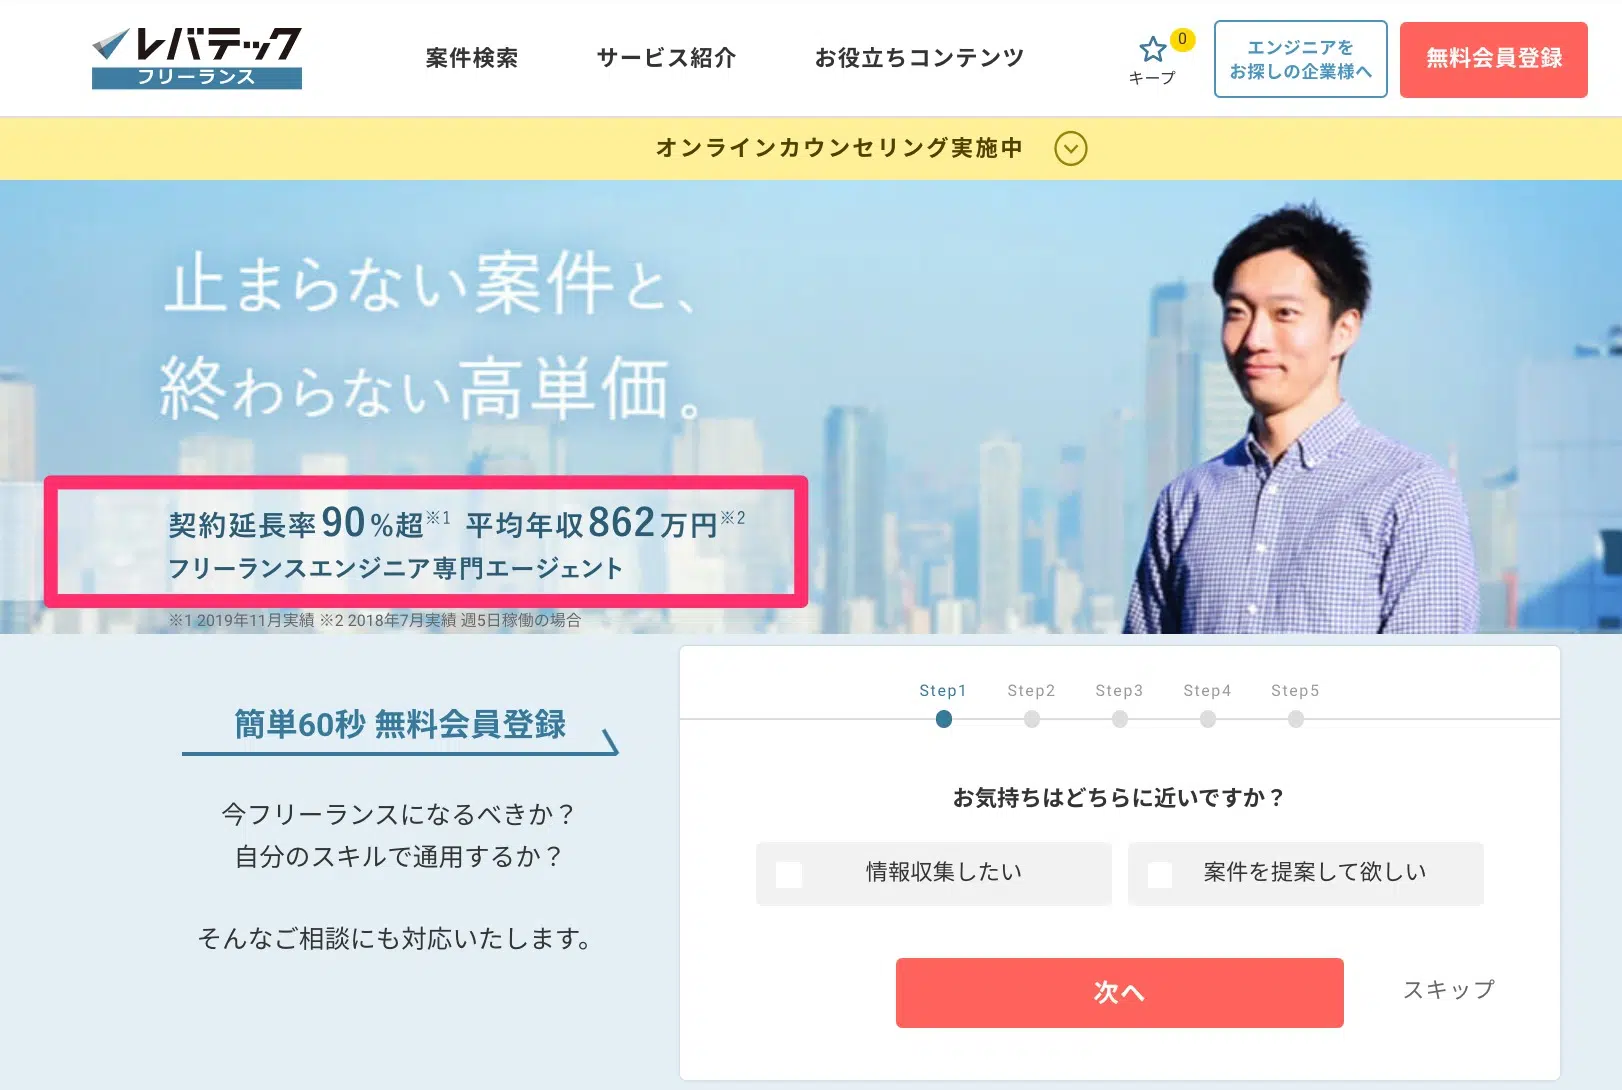 レバテック
フリーランス
案件検索
サービス紹介
お役立ちコンテンツ
0
キープ
エンジニアを
お探しの企業様へ
無料会員登録
オンラインカウンセリング実施中
止まらない案件と、
終わらない高単価。
契約延長率90%超※1 平均年収862万円※2
フリーランスエンジニア専門エージェント
※1 2019年11月実績 ※2 2018年7月実績 週5日稼働の場合
簡単60秒 無料会員登録
今フリーランスになるべきか？
自分のスキルで通用するか？
そんなご相談にも対応いたします。
Step1 Step2 Step3 Step4 Step5
お気持ちはどちらに近いですか？
情報収集したい
案件を提案して欲しい
次へ
スキップ